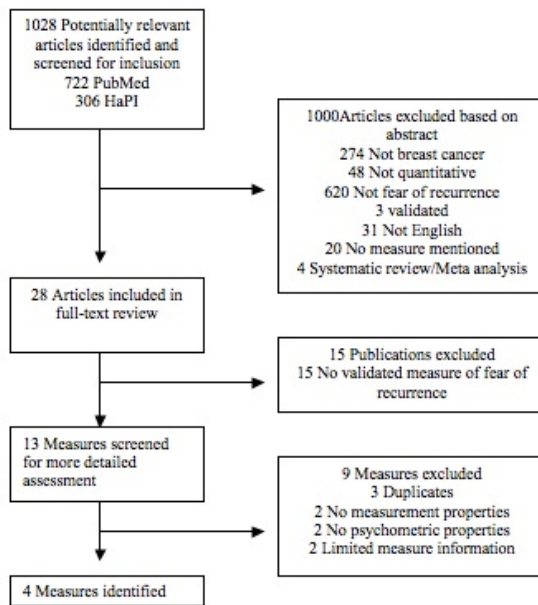 1028 Potentially relevant
articles identified and
screened for inclusion
722 PubMed
306 HaPI
1000Articles excluded based on
abstract
274 Not breast cancer
48 Not quantitative
620 Not fear of recurrence
3 validated
31 Not English
20 No measure mentioned
4 Systematic review/Meta analysis
28 Articles included in
full-text review
15 Publications excluded
15 No validated measure of fear of
recurrence
13 Measures screened
for more detailed
assessment
9 Measures excluded
3 Duplicates
2 No measurement properties
2 No psychometric properties
2 Limited measure information
4 Measures identified